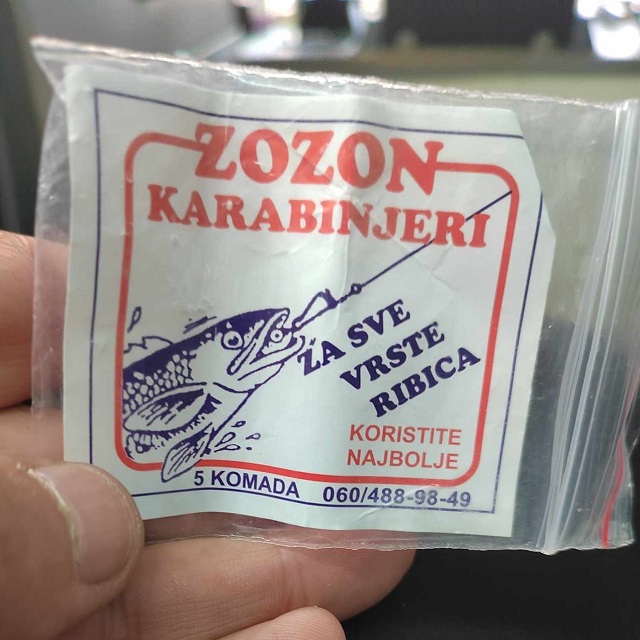 ZOZON
KARABINJERI
ZA SVE
VRSTE
RIBICA
KORISTITE
NAJBOLJE
5 KOMADA 060/488-98-49